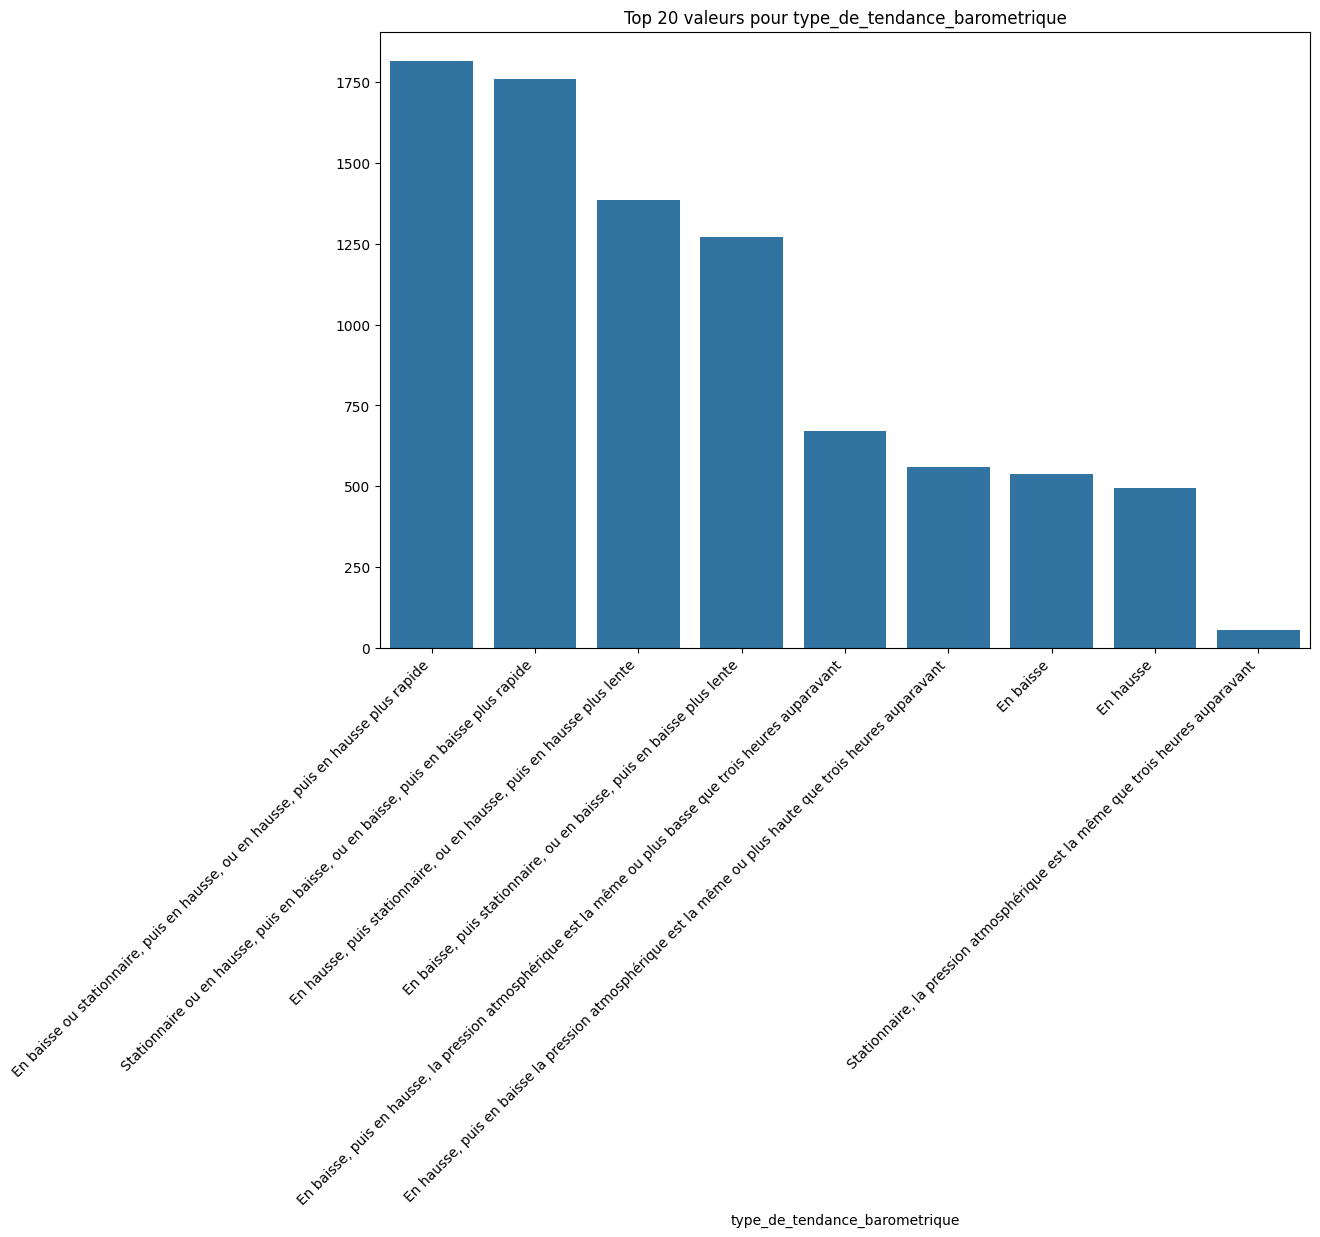 Top 20 valeurs pour type_de_tendance_barometrique
1750
1500
1250
1000
750
500
250
0
En baisse ou stationnaire, puis en hausse, ou en hausse, puis en hausse plus rapide
Stationnaire ou en hausse, puis en baisse, ou en baisse, puis en baisse plus rapide
En hausse, puis stationnaire, ou en hausse, puis en hausse plus lente
En baisse, puis stationnaire, ou en baisse, puis en baisse plus lente
En baisse, puis en hausse, la pression atmosphérique est la même ou plus basse que trois heures auparavant
En hausse, puis en baisse la pression atmosphérique est la même ou plus haute que trois heures auparavant
En baisse
En hausse
Stationnaire, la pression atmosphérique est la même que trois heures auparavant
type_de_tendance_barometrique